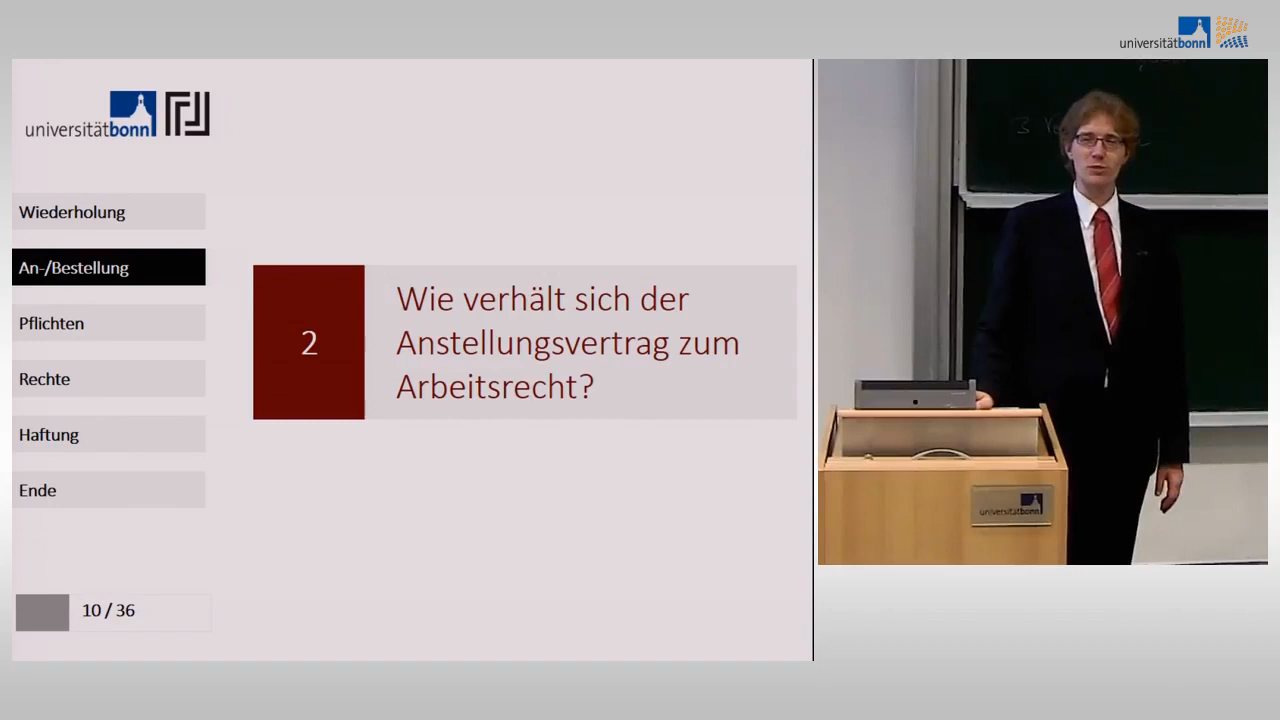 universitätbonn
universitätbonn
Wiederholung
An-/Bestellung
Pflichten
Rechte
Haftung
Ende
10 / 36
2
Wie verhält sich der
Anstellungsvertrag zum
Arbeitsrecht?
3
universitätbonn